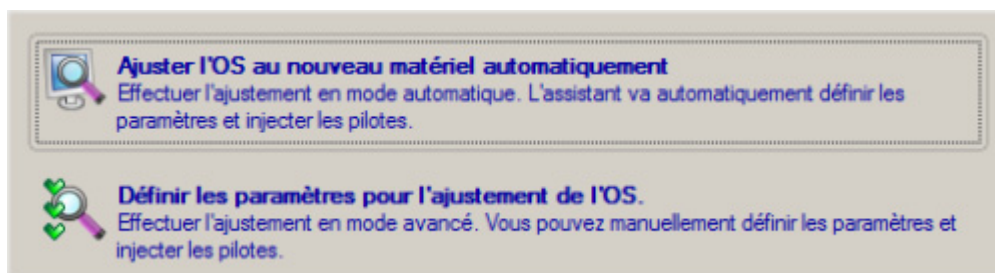 Ajuster l'OS au nouveau matériel automatiquement
Effectuer l'ajustement en mode automatique. L'assistant va automatiquement définir les
paramètres et injecter les pilotes.
Définir les paramètres pour l'ajustement de l'OS.
Effectuer l'ajustement en mode avancé. Vous pouvez manuellement définir les paramètres et
injecter les pilotes.